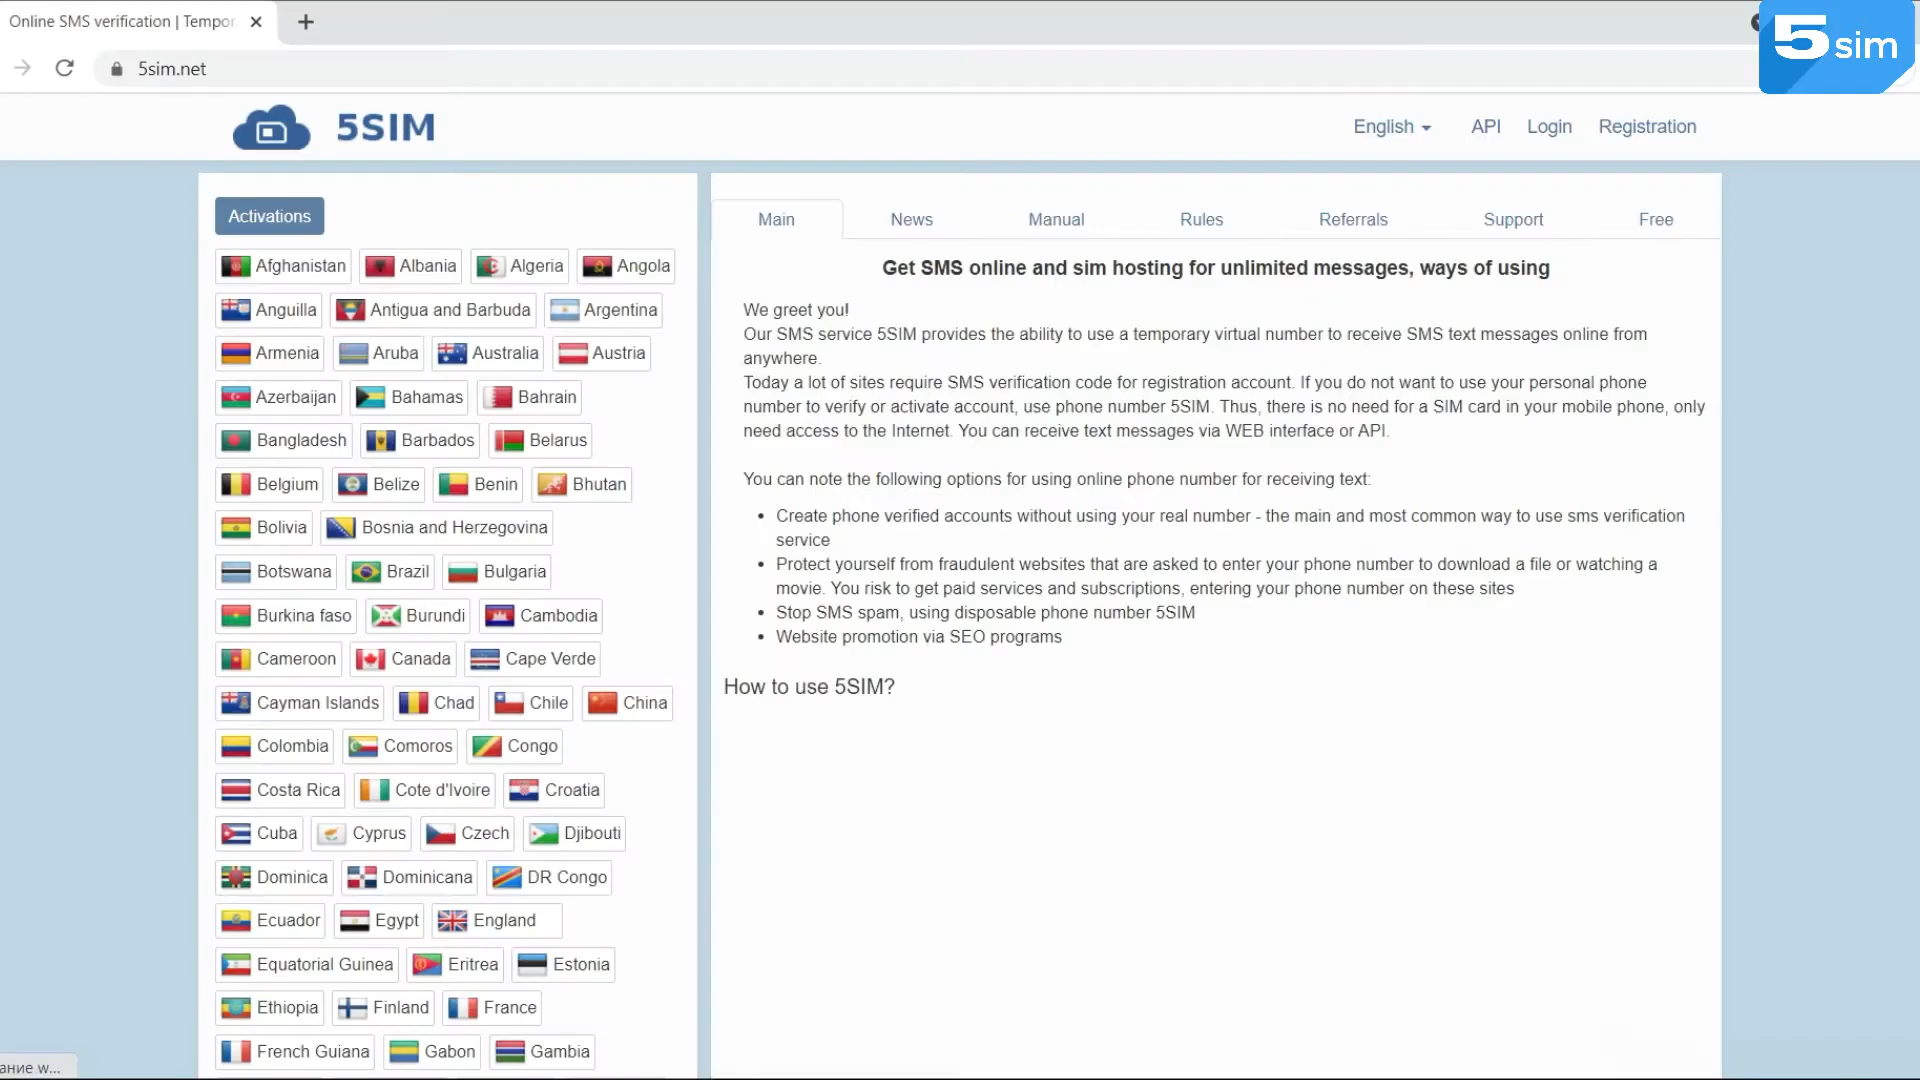 Online SMS verification | Tempor
5sim.net
5sim
5SIM
English
API
Login
Registration
Activations
Afghanistan
Albania
Algeria
Angola
Anguilla
Antigua and Barbuda
Argentina
Armenia
Aruba
Australia
Austria
Azerbaijan
Bahamas
Bahrain
Bangladesh
Barbados
Belarus
Belgium
Belize
Benin
Bhutan
Bolivia
Bosnia and Herzegovina
Botswana
Brazil
Bulgaria
Burkina faso
Burundi
Cambodia
Cameroon
Canada
Cape Verde
Cayman Islands
Chad
Chile
China
Colombia
Comoros
Congo
Costa Rica
Cote d'Ivoire
Croatia
Cuba
Cyprus
Czech
Djibouti
Dominica
Dominicana
DR Congo
Ecuador
Egypt
England
Equatorial Guinea
Eritrea
Estonia
Ethiopia
Finland
France
French Guiana
Gabon
Gambia
Main
News
Manual
Rules
Referrals
Support
Free
Get SMS online and sim hosting for unlimited messages, ways of using
We greet you!
Our SMS service 5SIM provides the ability to use a temporary virtual number to receive SMS text messages online from
anywhere.
Today a lot of sites require SMS verification code for registration account. If you do not want to use your personal phone
number to verify or activate account, use phone number 5SIM. Thus, there is no need for a SIM card in your mobile phone, only
need access to the Internet. You can receive text messages via WEB interface or API.
You can note the following options for using online phone number for receiving text:
• Create phone verified accounts without using your real number - the main and most common way to use sms verification
service
• Protect yourself from fraudulent websites that are asked to enter your phone number to download a file or watching a
movie. You risk to get paid services and subscriptions, entering your phone number on these sites
• Stop SMS spam, using disposable phone number 5SIM
• Website promotion via SEO programs
How to use 5SIM?
ание w...